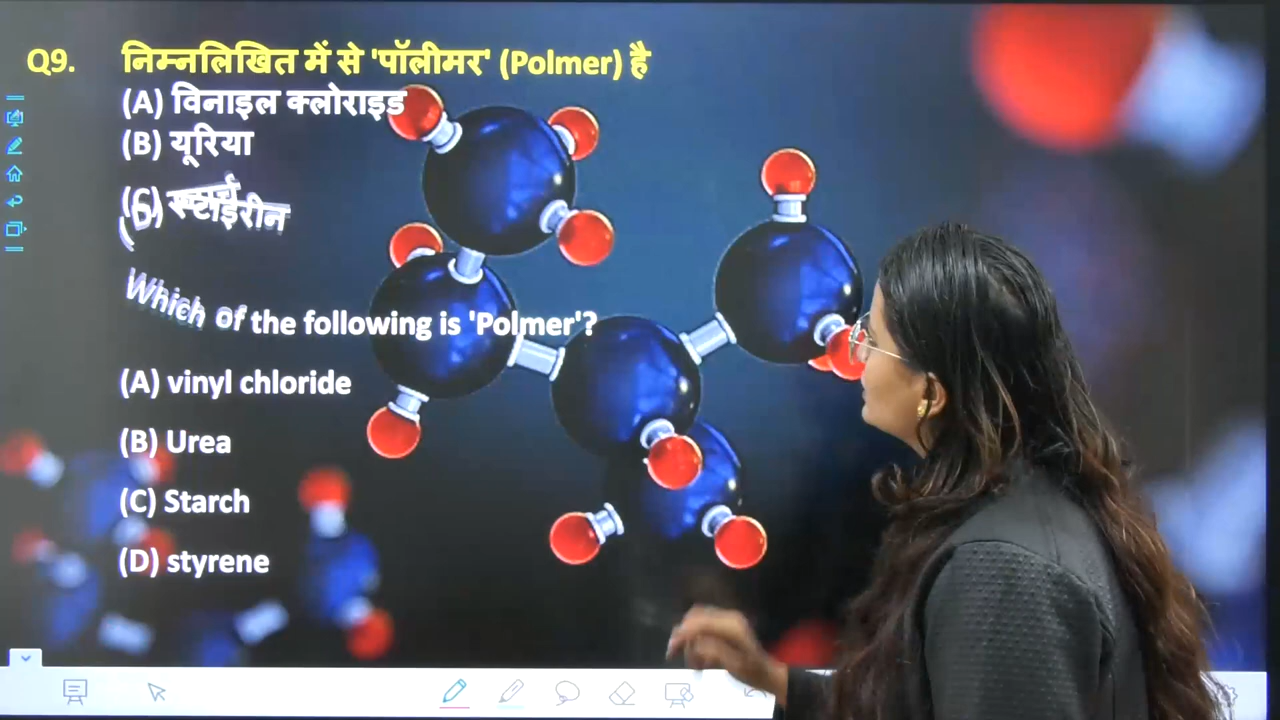 Q9. निम्नलिखित में से 'पॉलीमर' (Polmer) है
(A) विनाइल क्लोराइड
(B) यूरिया
(C) स्टार्च
(D) स्टाइरीन
Which of the following is 'Polmer'?
(A) vinyl chloride
(B) Urea
(C) Starch
(D) styrene